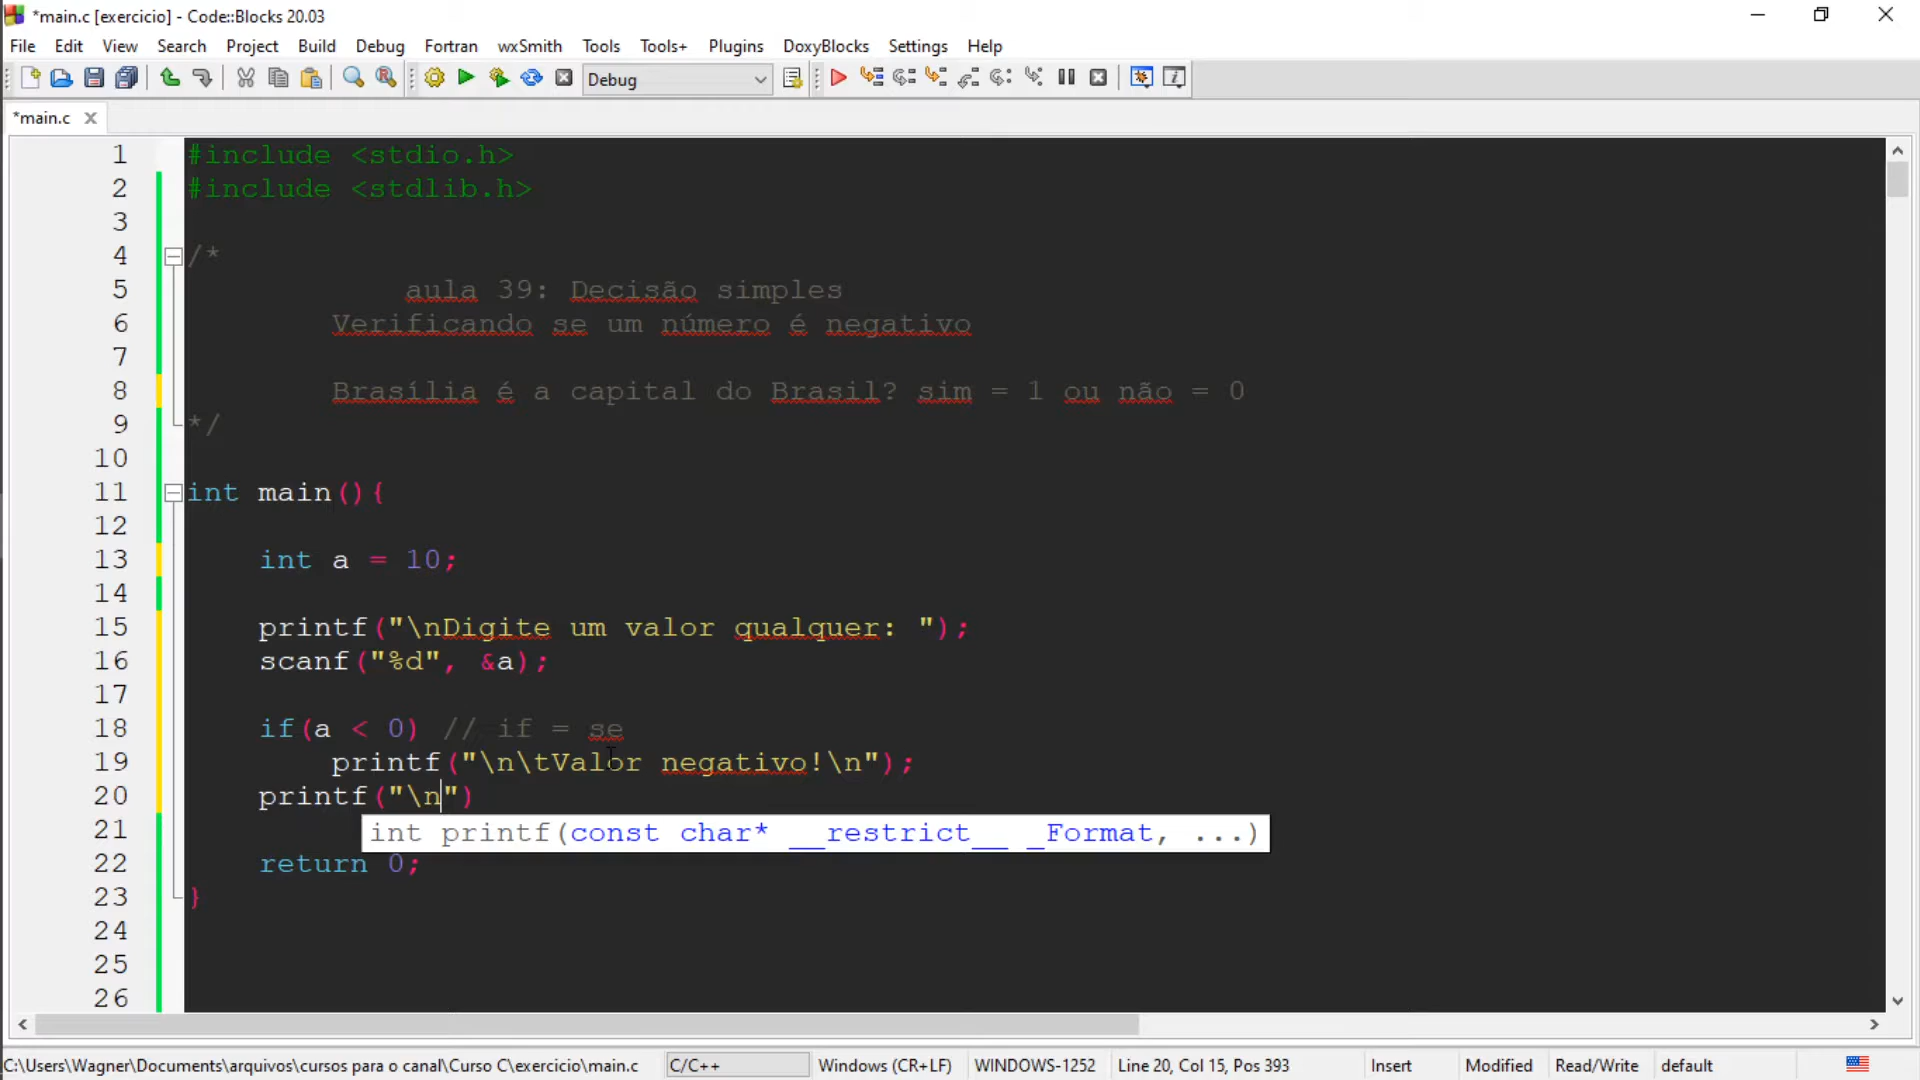 *main.c [exercicio] - Code::Blocks 20.03
File Edit View Search Project Build Debug Fortran wxSmith Tools Tools+ Plugins DoxyBlocks Settings Help
Debug
*main.c
1 #include <stdio.h>
2 #include <stdlib.h>
3
4 /*
5 aula 39: Decisão simples
6 Verificando se um número é negativo
7
8 Brasília é a capital do Brasil? sim = 1 ou não = 0
9 */
10
11 int main(){
12
13 int a = 10;
14
15 printf("\nDigite um valor qualquer: ");
16 scanf("%d", &a);
17
18 if(a < 0) // if = se
19 printf("\n\tValor negativo!\n");
20 printf("\n")
21 int printf(const char* __restrict__ _Format, ...)
22 return 0;
23 }
24
25
26
C:\Users\Wagner\Documents\arquivos\cursos para o canal\Curso C\exercicio\main.c C/C++ Windows (CR+LF) WINDOWS-1252 Line 20, Col 15, Pos 393 Insert Modified Read/Write default